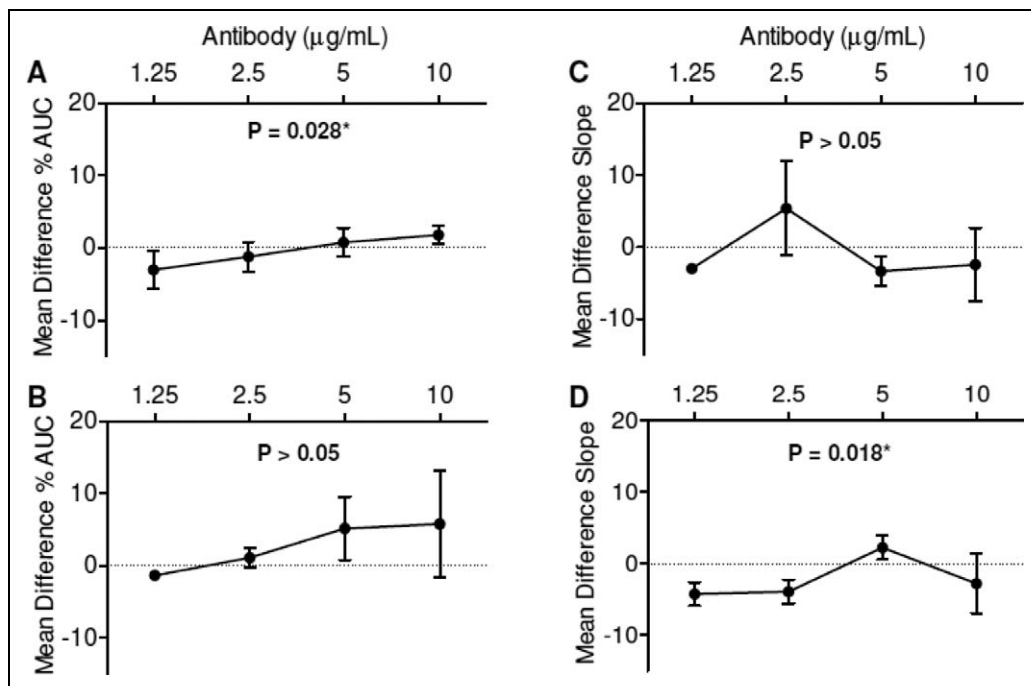 Antibody (μg/mL)
A
1.25 2.5 5 10
20
10
0
-10
Mean Difference % AUC
P = 0.028*
B
1.25 2.5 5 10
20
10
0
-10
Mean Difference % AUC
P > 0.05
Antibody (μg/mL)
C
1.25 2.5 5 10
20
10
0
-10
Mean Difference Slope
P > 0.05
D
1.25 2.5 5 10
20
10
0
-10
Mean Difference Slope
P = 0.018*